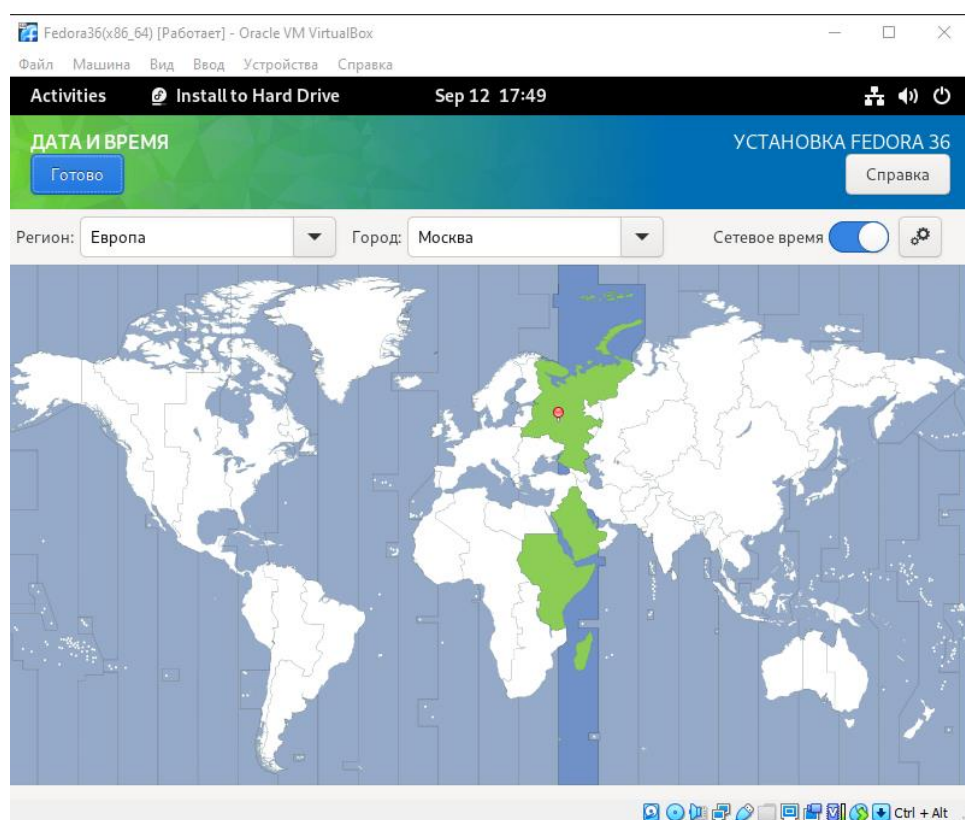 Fedora36(x86_64) [Работает] - Oracle VM VirtualBox
Файл Машина Вид Ввод Устройства Справка
Activities Install to Hard Drive Sep 12 17:49
ДАТА И ВРЕМЯ УСТАНОВКА FEDORA 36
Готово Справка
Регион: Европа Город: Москва Сетевое время
Ctrl + Alt